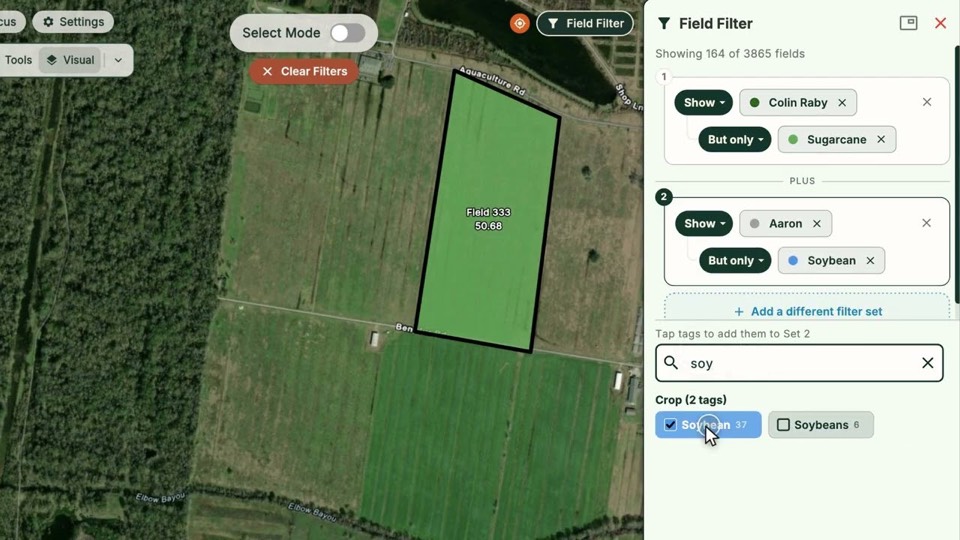 cus
Settings
Tools
Visual
Select Mode
Clear Filters
Field Filter
Aquaculture Rd
Shop Ln
Field 333
50.68
Ben
Elbow Bayou
Elbow Bayou
Field Filter
Showing 164 of 3865 fields
1
Show
Colin Raby
But only
Sugarcane
PLUS
2
Show
Aaron
But only
Soybean
+ Add a different filter set
Tap tags to add them to Set 2
soy
Crop (2 tags)
Soybean 37
Soybeans 6